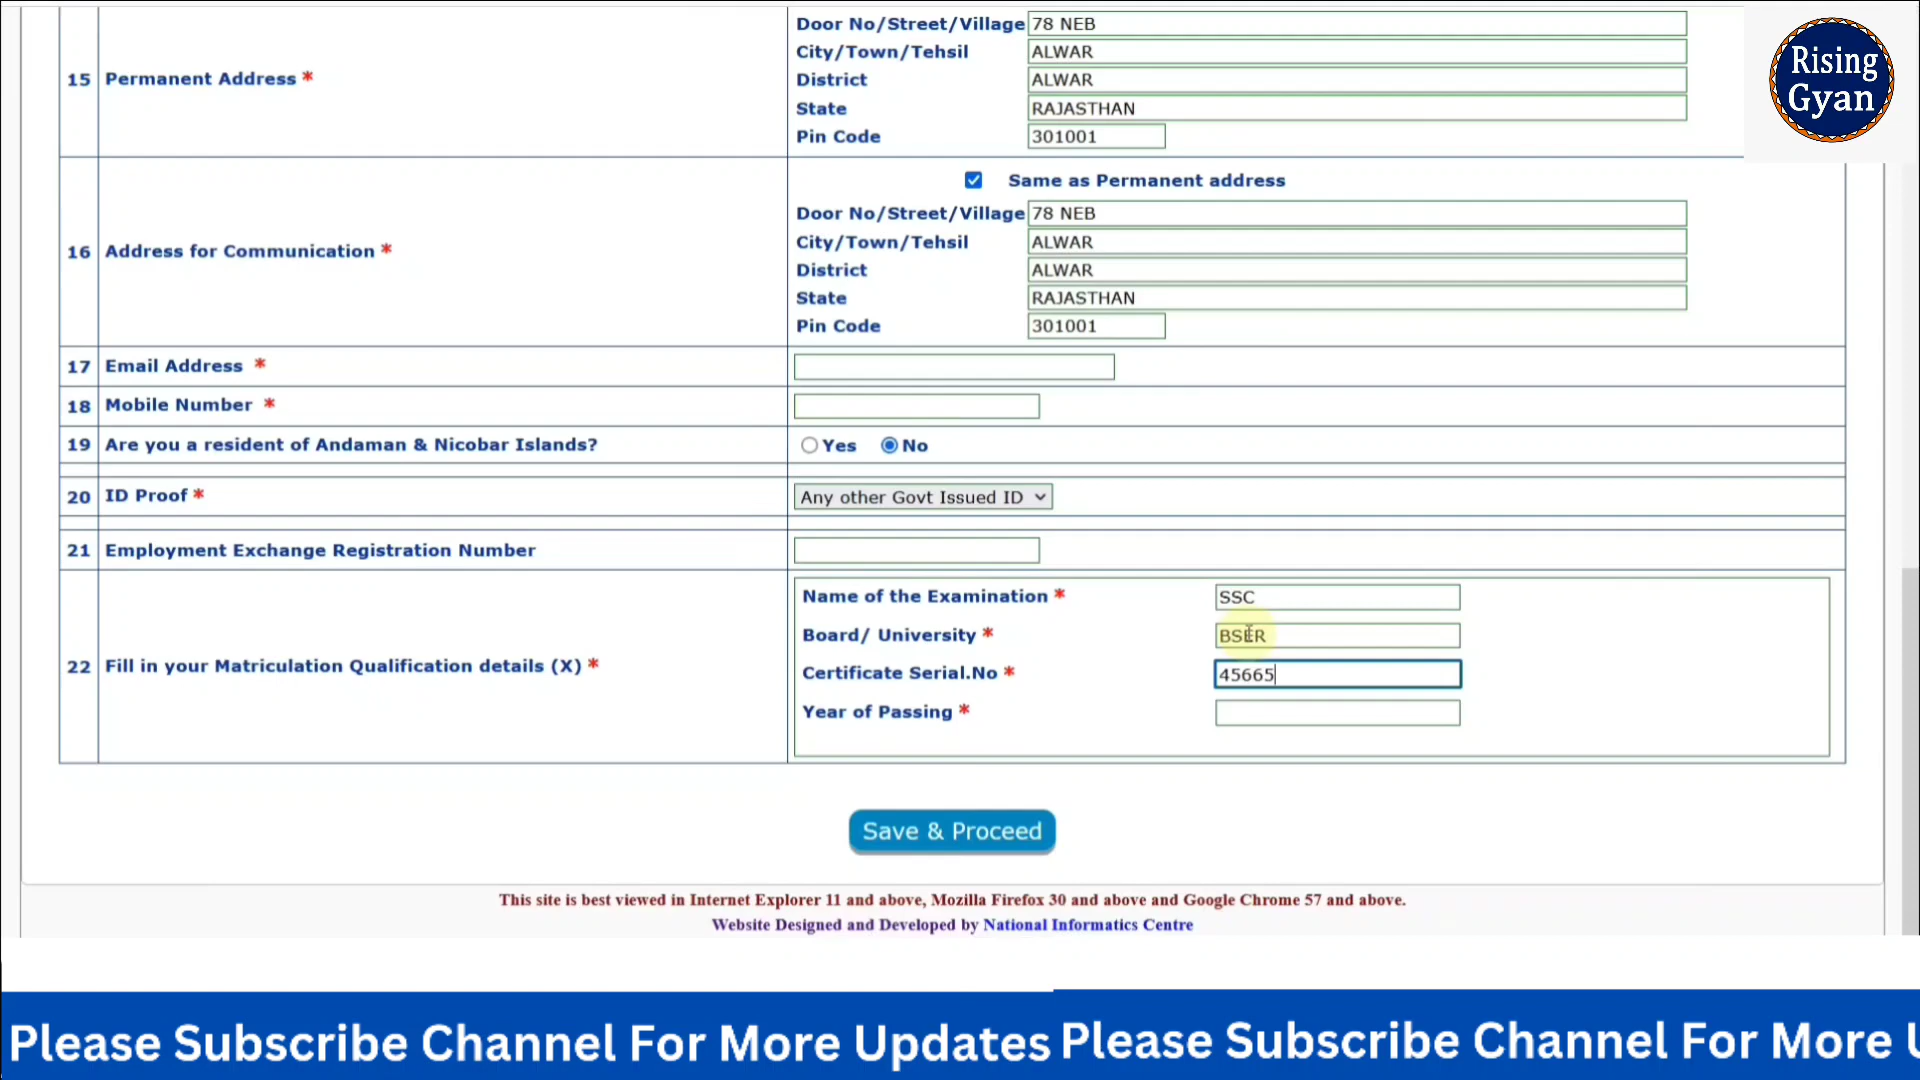 Door No/Street/Village 78 NEB
City/Town/Tehsil ALWAR
15 Permanent Address * District ALWAR
State RAJASTHAN
Pin Code 301001
Rising
Gyan
Same as Permanent address
Door No/Street/Village 78 NEB
City/Town/Tehsil ALWAR
16 Address for Communication * District ALWAR
State RAJASTHAN
Pin Code 301001
17 Email Address *
18 Mobile Number *
19 Are you a resident of Andaman & Nicobar Islands? Yes No
20 ID Proof * Any other Govt Issued ID
21 Employment Exchange Registration Number
Name of the Examination * SSC
Board/ University * BSER
22 Fill in your Matriculation Qualification details (X) * Certificate Serial.No * 45665
Year of Passing *
Save & Proceed
This site is best viewed in Internet Explorer 11 and above, Mozilla Firefox 30 and above and Google Chrome 57 and above.
Website Designed and Developed by National Informatics Centre
Please Subscribe Channel For More Updates Please Subscribe Channel For More U